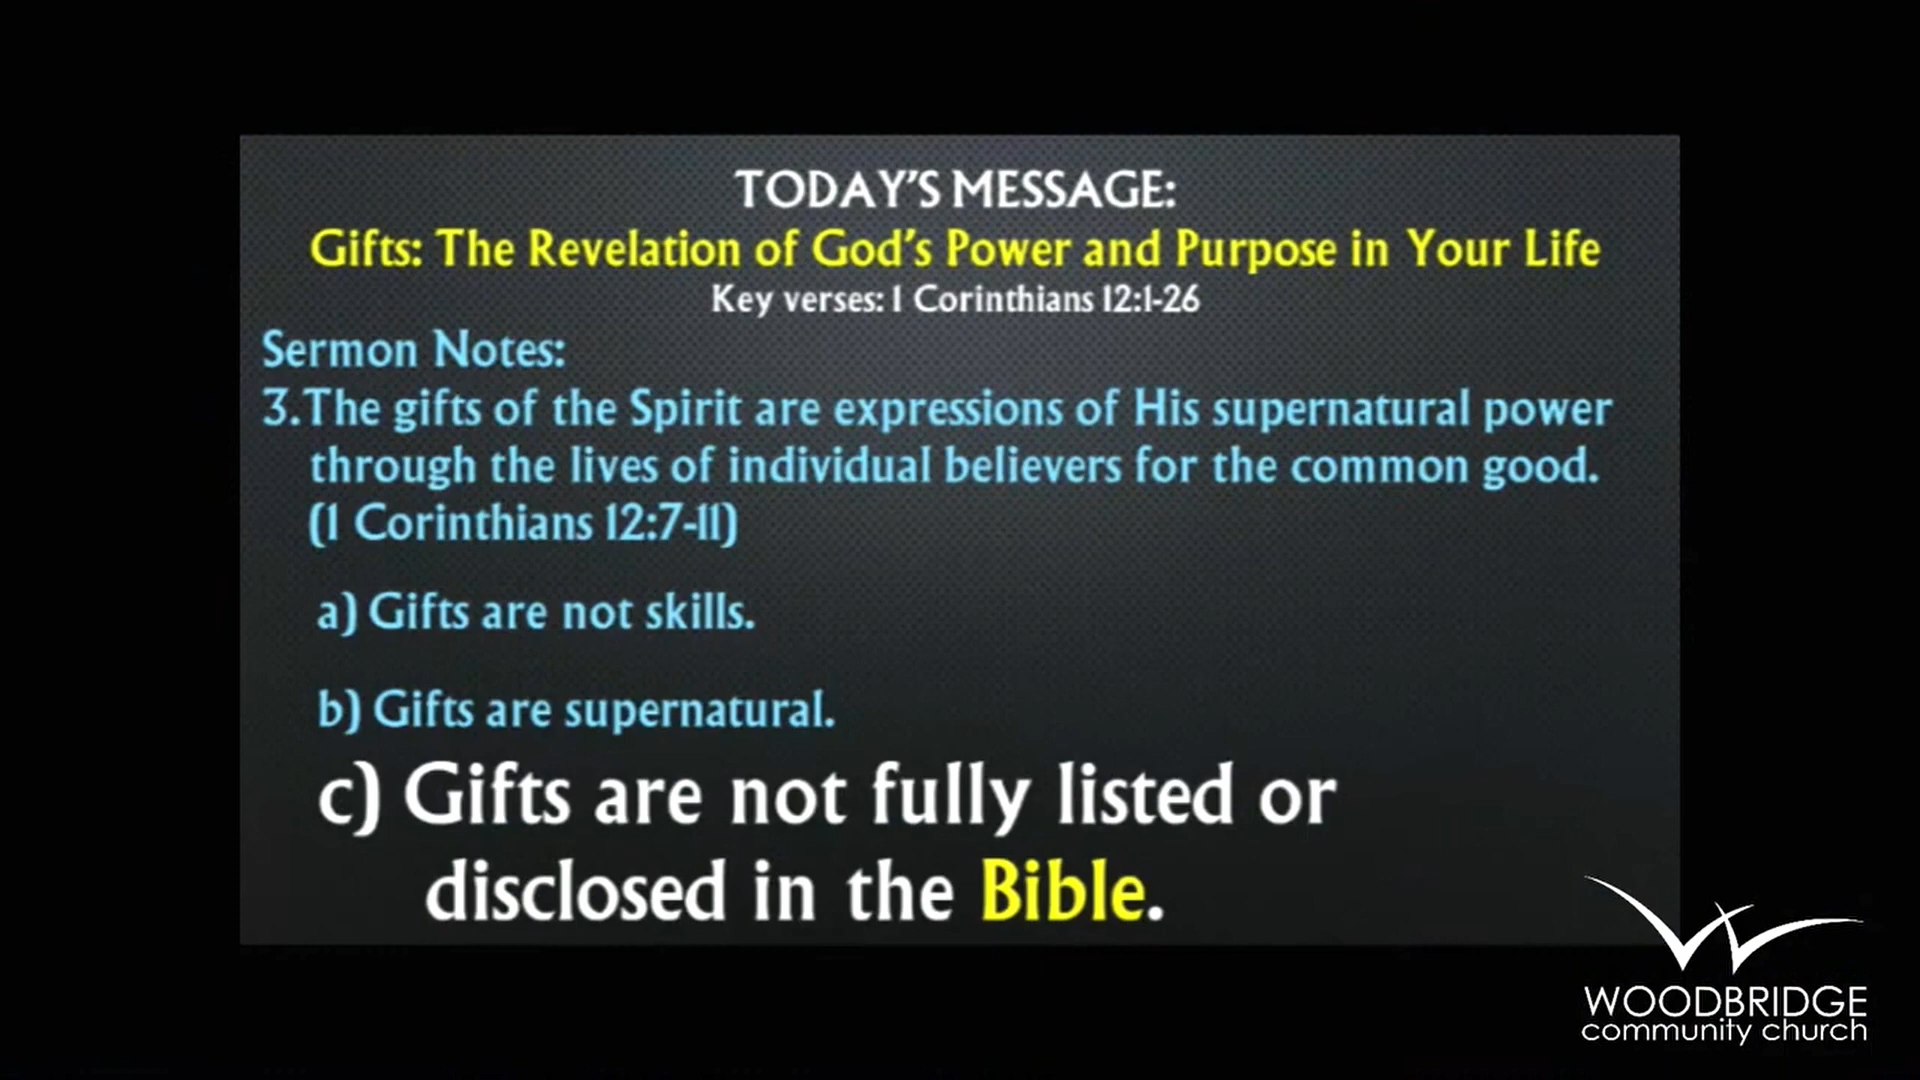 TODAY'S MESSAGE:
Gifts: The Revelation of God's Power and Purpose in Your Life
Key verses: 1 Corinthians 12:1-26
Sermon Notes:
3.The gifts of the Spirit are expressions of His supernatural power
through the lives of individual believers for the common good.
(1 Corinthians 12:7-11)
a) Gifts are not skills.
b) Gifts are supernatural.
c) Gifts are not fully listed or
disclosed in the Bible.
WOODBRIDGE
community church